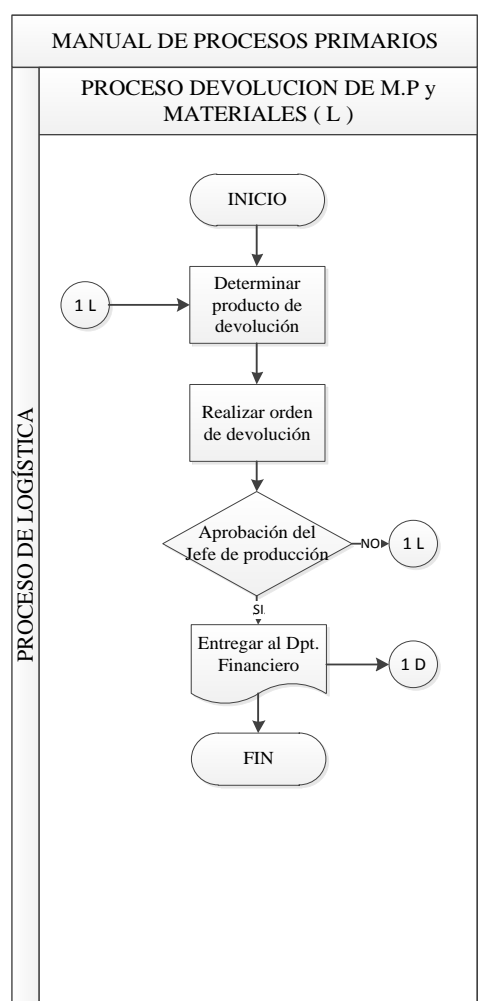 MANUAL DE PROCESOS PRIMARIOS
PROCESO DEVOLUCION DE M.P y
MATERIALES ( L )
PROCESO DE LOGÍSTICA
INICIO
1 L
Determinar
producto de
devolución
Realizar orden
de devolución
Aprobación del
Jefe de producción
NO
1 L
SI
Entregar al Dpt.
Financiero
1 D
FIN